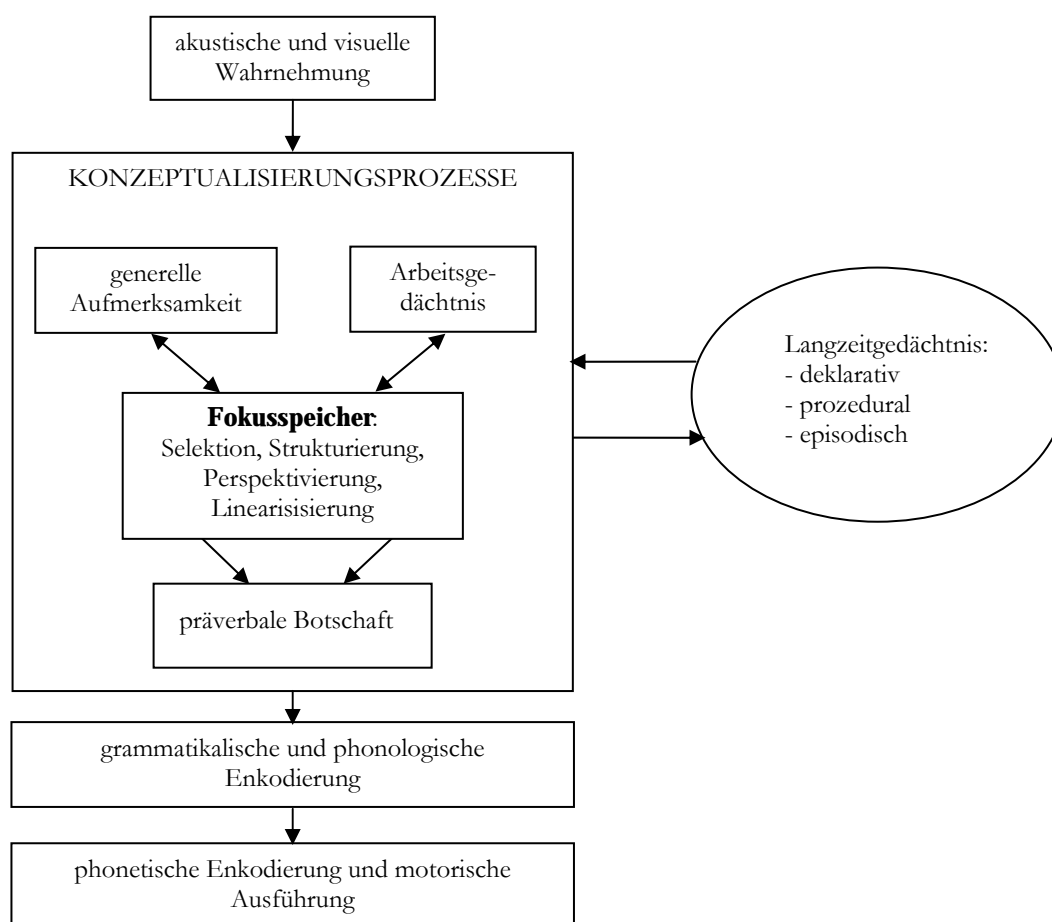 akustische und visuelle
Wahrnehmung
KONZEPTUALISIERUNGSPROZESSE
generelle
Aufmerksamkeit
Arbeitsge-
dächtnis
Fokusspeicher:
Selektion, Strukturierung,
Perspektivierung,
Linearisisierung
präverbale Botschaft
Langzeitgedächtnis:
- deklarativ
- prozedural
- episodisch
grammatikalische und phonologische
Enkodierung
phonetische Enkodierung und motorische
Ausführung